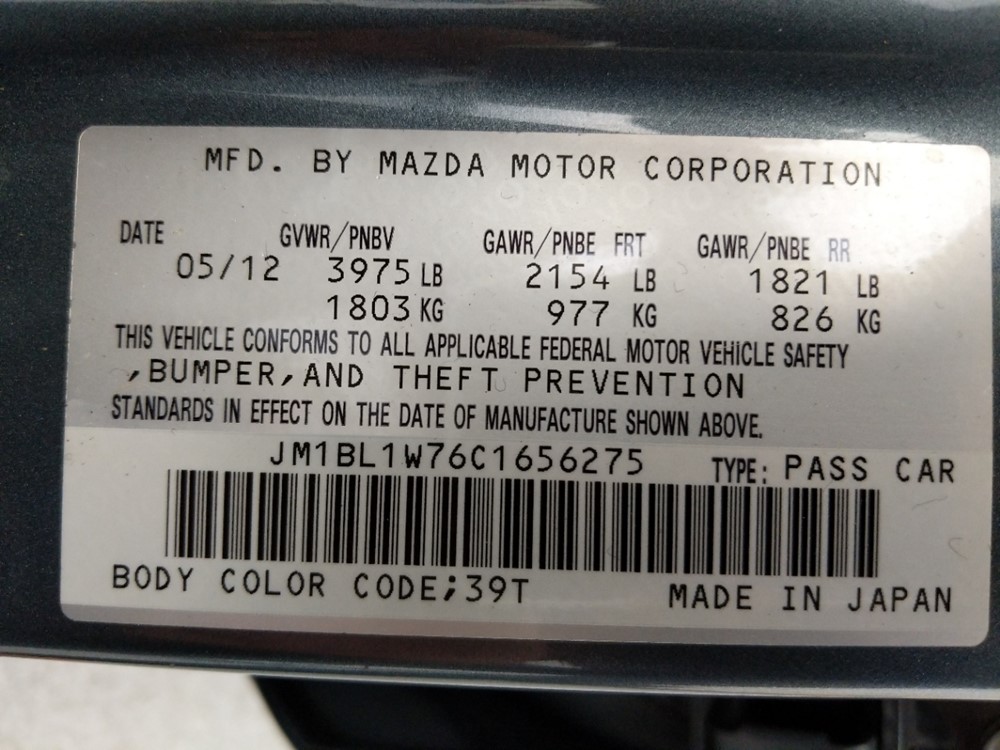 MFD. BY MAZDA MOTOR CORPORATION
DATE GVWR/PNBV GAWR/PNBE FRT GAWR/PNBE RR
05/12 3975 LB 2154 LB 1821 LB
1803 KG 977 KG 826 KG
THIS VEHICLE CONFORMS TO ALL APPLICABLE FEDERAL MOTOR VEHICLE SAFETY
,BUMPER,AND THEFT PREVENTION
STANDARDS IN EFFECT ON THE DATE OF MANUFACTURE SHOWN ABOVE.
JM1BL1W76C1656275 TYPE: PASS CAR
BODY COLOR CODE;39T MADE IN JAPAN